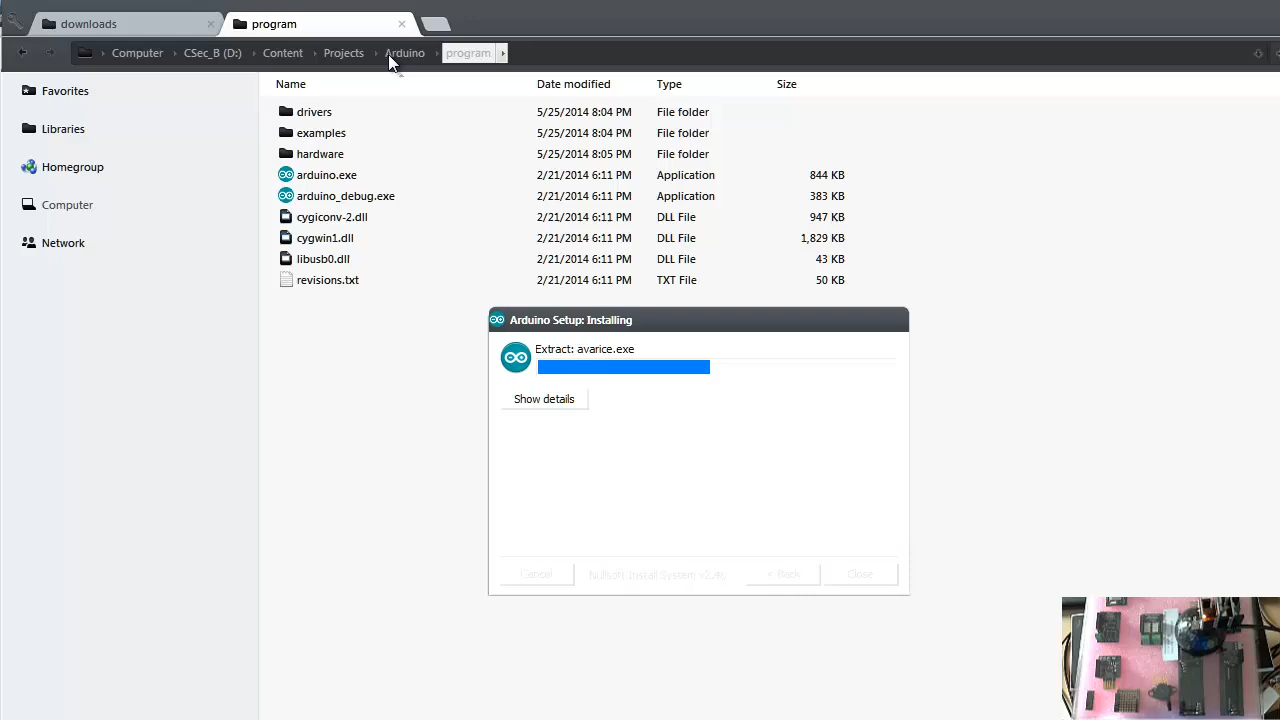 downloads
program
Computer
CSec_B (D:)
Content
Projects
Arduino
program
Name
Date modified
Type
Size
Favorites
Libraries
Homegroup
Computer
Network
drivers 5/25/2014 8:04 PM File folder
examples 5/25/2014 8:04 PM File folder
hardware 5/25/2014 8:05 PM File folder
arduino.exe 2/21/2014 6:11 PM Application 844 KB
arduino_debug.exe 2/21/2014 6:11 PM Application 383 KB
cygiconv-2.dll 2/21/2014 6:11 PM DLL File 947 KB
cygwin1.dll 2/21/2014 6:11 PM DLL File 1,829 KB
libusb0.dll 2/21/2014 6:11 PM DLL File 43 KB
revisions.txt 2/21/2014 6:11 PM TXT File 50 KB
Arduino Setup: Installing
Extract: avarice.exe
Show details
Cancel
Nullsoft Install System v2.46
< Back
Close